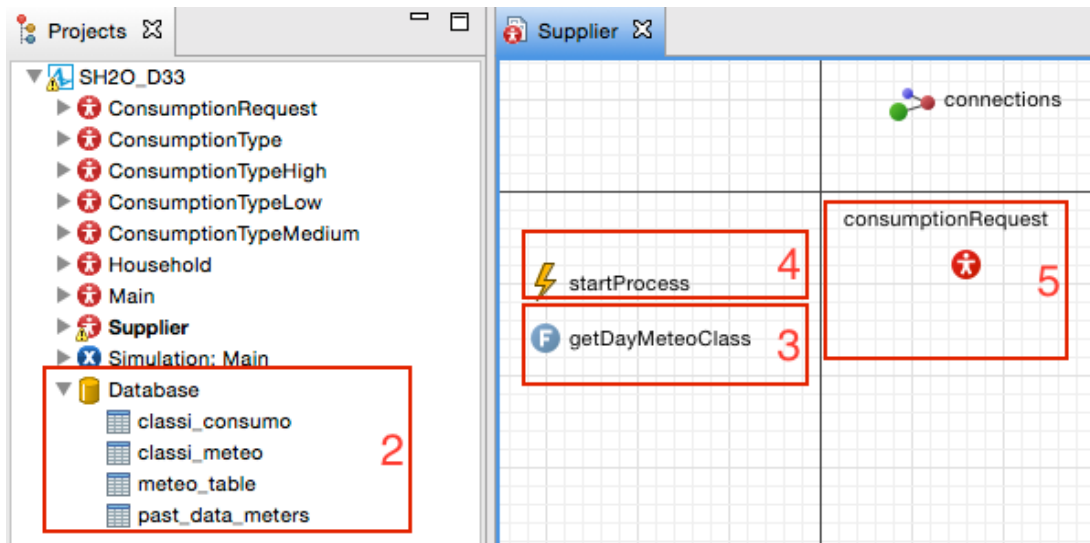 Projects
SH2O_D33
ConsumptionRequest
ConsumptionType
ConsumptionTypeHigh
ConsumptionTypeLow
ConsumptionTypeMedium
Household
Main
Supplier
Simulation: Main
Database
classi_consumo
classi_meteo
meteo_table
past_data_meters
2
Supplier
connections
consumptionRequest
5
startProcess
4
F getDayMeteoClass
3